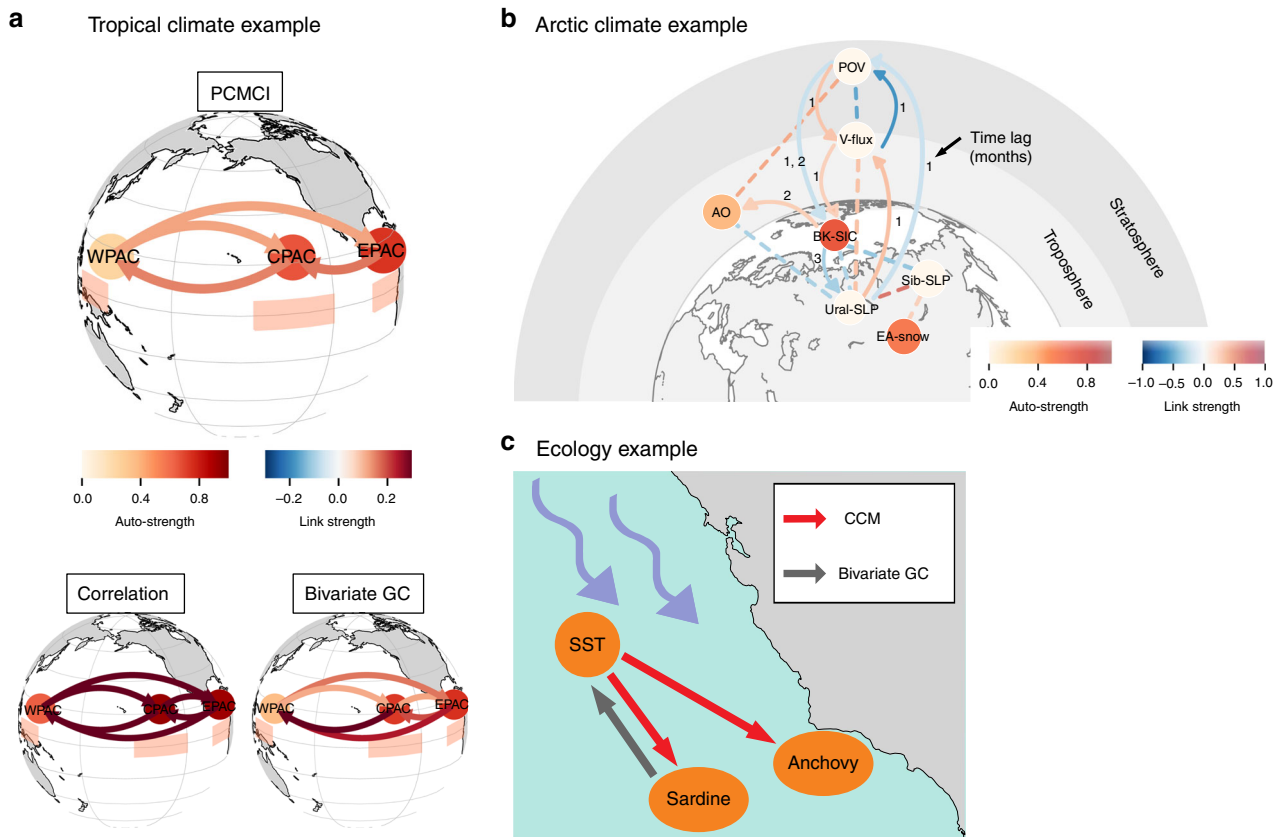 a
Tropical climate example
PCMCI
WPAC
CPAC
EPAC
0.0
0.4
0.8
Auto-strength
−0.2
0.0
0.2
Link strength
Correlation
WPAC
CPAC
EPAC
Bivariate GC
WPAC
CPAC
EPAC
b
Arctic climate example
POV
1
1
V-flux
Time lag
(months)
1, 2
1
1
2
AO
1
BK-SIC
3
Sib-SLP
Ural-SLP
EA-snow
Troposphere
Stratosphere
0.0
0.4
0.8
Auto-strength
−1.0
−0.5
0.0
0.5
1.0
Link strength
c
Ecology example
CCM
Bivariate GC
SST
Anchovy
Sardine